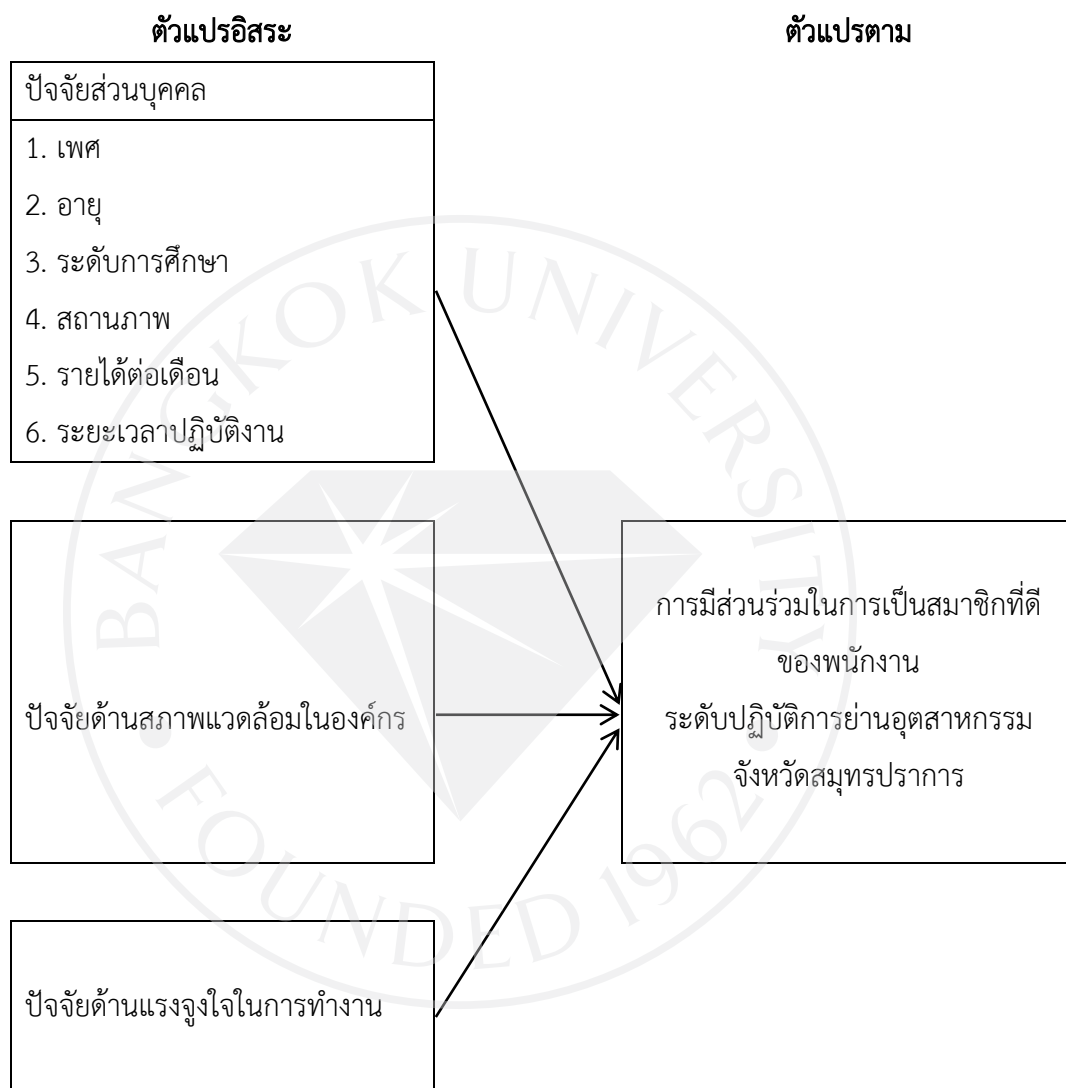 ตัวแปรอิสระ
ตัวแปรตาม
ปัจจัยส่วนบุคคล
1. เพศ
2. อายุ
3. ระดับการศึกษา
4. สถานภาพ
5. รายได้ต่อเดือน
6. ระยะเวลาปฏิบัติงาน
ปัจจัยด้านสภาพแวดล้อมในองค์กร
การมีส่วนร่วมในการเป็นสมาชิกที่ดี
ของพนักงาน
ระดับปฏิบัติการย่านอุตสาหกรรม
จังหวัดสมุทรปราการ
ปัจจัยด้านแรงจูงใจในการทำงาน
BANGKOK UNIVERSITY
FOUNDED 1962